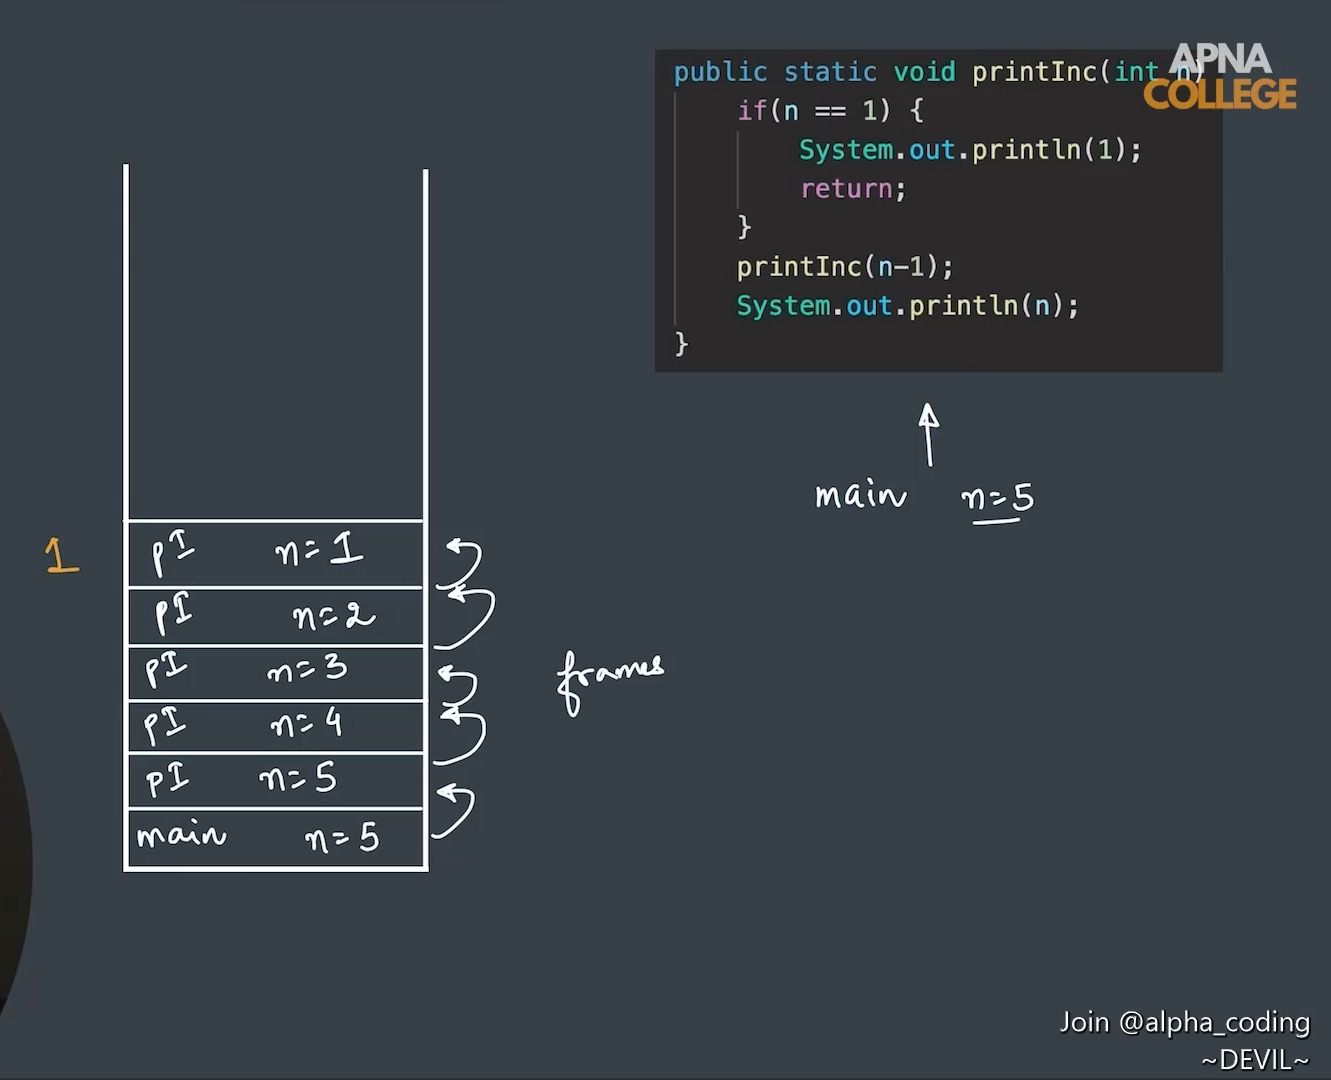 APNA
COLLEGE
public static void printInc(int n)
if(n == 1) {
System.out.println(1);
return;
}
printInc(n-1);
System.out.println(n);
}
main n=5
1
pI n=1
pI n=2
pI n=3
pI n=4
pI n=5
main n=5
frames
Join @alpha_coding
~DEVIL~